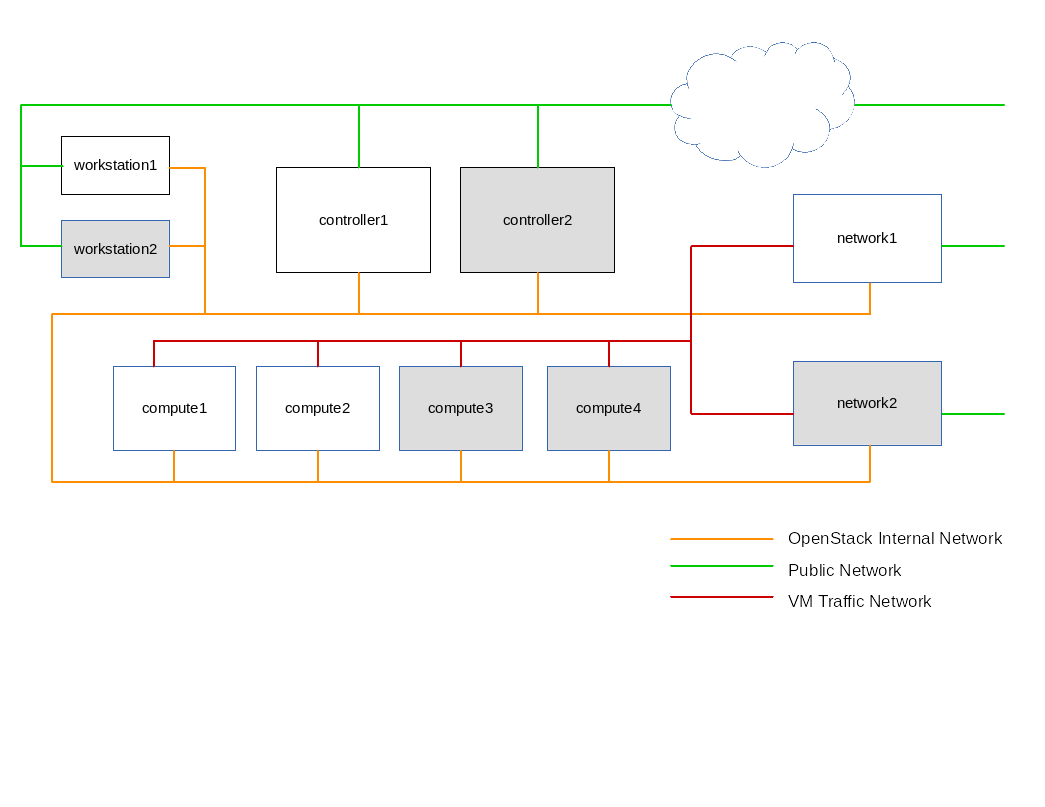 workstation1
controller1
controller2
network1
workstation2
compute1
compute2
compute3
compute4
network2
OpenStack Internal Network
Public Network
VM Traffic Network